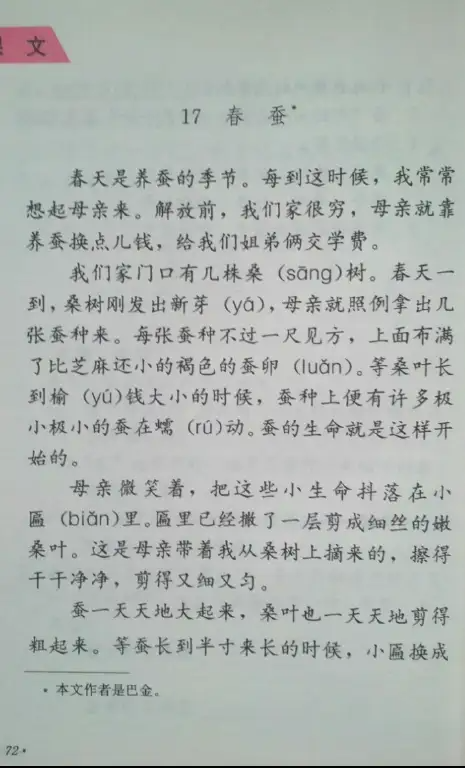 课 文
17 春 蚕*
春天是养蚕的季节。每到这时候，我常常
想起母亲来。解放前，我们家很穷，母亲就靠
养蚕换点儿钱，给我们姐弟俩交学费。
我们家门口有几株桑（sāng）树。春天一
到，桑树刚发出新芽（yá），母亲就照例拿出几
张蚕种来。每张蚕种不过一尺见方，上面布满
了比芝麻还小的褐色的蚕卵（luǎn）。等桑叶长
到榆（yú）钱大小的时候，蚕种上便有许多极
小极小的蚕在蠕（rú）动。蚕的生命就是这样开
始的。
母亲微笑着，把这些小生命抖落在小
匾（biǎn）里。匾里已经撒了一层剪成细丝的嫩
桑叶。这是母亲带着我从桑树上摘来的，擦得
干干净净，剪得又细又匀。
蚕一天天地大起来，桑叶也一天天地剪得
粗起来。等蚕长到半寸来长的时候，小匾换成
* 本文作者是巴金。
72·